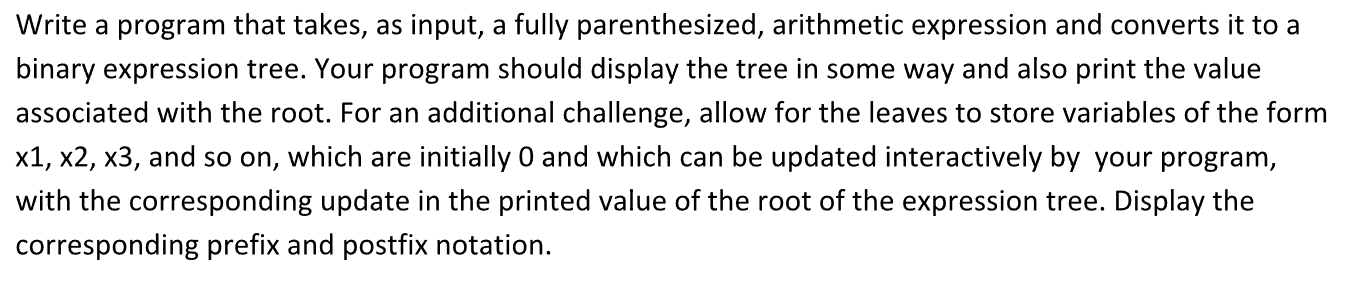 Write a program that takes, as input, a fully parenthesized, arithmetic expression and converts it to a
binary expression tree. Your program should display the tree in some way and also print the value
associated with the root. For an additional challenge, allow for the leaves to store variables of the form
x1, x2, x3, and so on, which are initially 0 and which can be updated interactively by your program,
with the corresponding update in the printed value of the root of the expression tree. Display the
corresponding prefix and postfix notation.